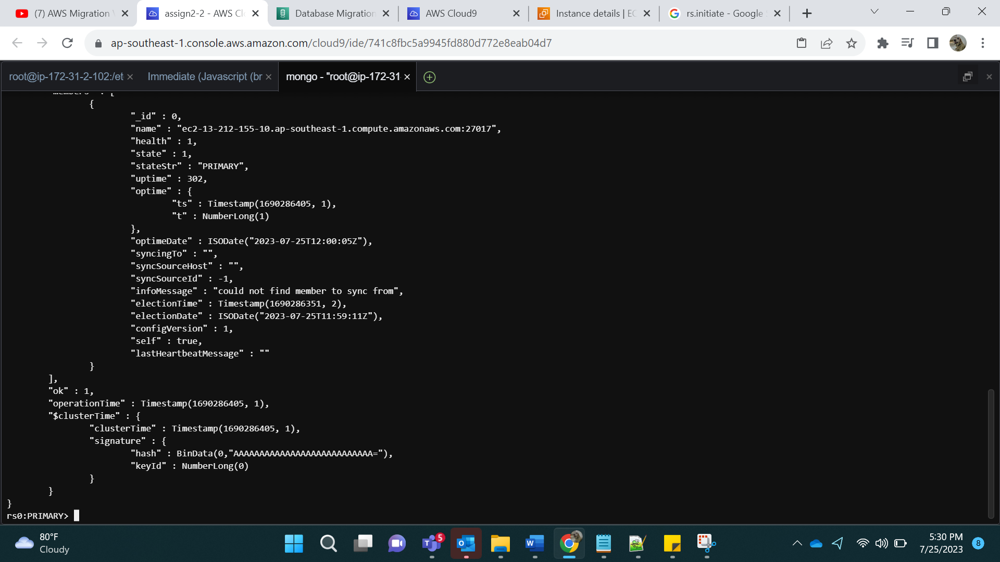 (7) AWS Migration
assign2-2 - AWS Cl
Database Migration
AWS Cloud9
Instance details | EC
rs.initiate - Google
ap-southeast-1.console.aws.amazon.com/cloud9/ide/741c8fbc5a9945fd880d772e8eab04d7
root@ip-172-31-2-102:/et
Immediate (Javascript (br
mongo - "root@ip-172-31
"members" : [
{
"_id" : 0,
"name" : "ec2-13-212-155-10.ap-southeast-1.compute.amazonaws.com:27017",
"health" : 1,
"state" : 1,
"stateStr" : "PRIMARY",
"uptime" : 302,
"optime" : {
"ts" : Timestamp(1690286405, 1),
"t" : NumberLong(1)
},
"optimeDate" : ISODate("2023-07-25T12:00:05Z"),
"syncingTo" : "",
"syncSourceHost" : "",
"syncSourceId" : -1,
"infoMessage" : "could not find member to sync from",
"electionTime" : Timestamp(1690286351, 2),
"electionDate" : ISODate("2023-07-25T11:59:11Z"),
"configVersion" : 1,
"self" : true,
"lastHeartbeatMessage" : ""
}
],
"ok" : 1,
"operationTime" : Timestamp(1690286405, 1),
"$clusterTime" : {
"clusterTime" : Timestamp(1690286405, 1),
"signature" : {
"hash" : BinData(0,"AAAAAAAAAAAAAAAAAAAAAAAAAAA="),
"keyId" : NumberLong(0)
}
}
}
rs0:PRIMARY>
80°F
Cloudy
5
5:30 PM
7/25/2023
8